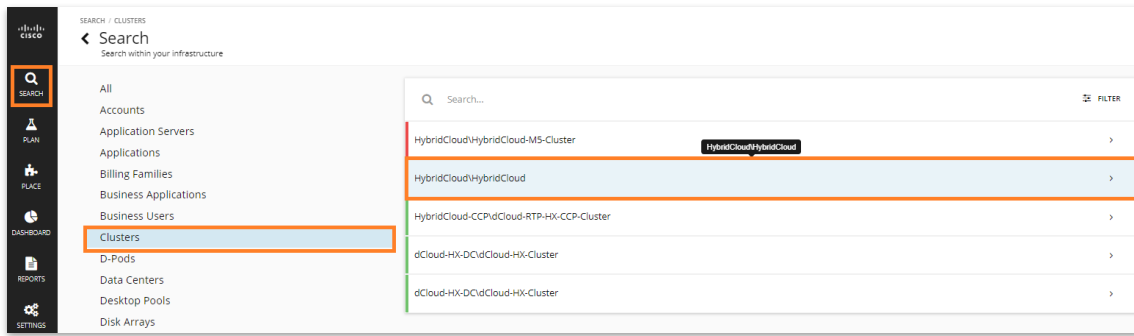 CISCO
SEARCH
PLAN
PLACE
DASHBOARD
REPORTS
SETTINGS
SEARCH / CLUSTERS
Search
Search within your infrastructure
All
Accounts
Application Servers
Applications
Billing Families
Business Applications
Business Users
Clusters
D-Pods
Data Centers
Desktop Pools
Disk Arrays
Search...
FILTER
HybridCloud\HybridCloud-M5-Cluster
HybridCloud\HybridCloud
HybridCloud\HybridCloud
HybridCloud-CCP\dCloud-RTP-HX-CCP-Cluster
dCloud-HX-DC\dCloud-HX-Cluster
dCloud-HX-DC\dCloud-HX-Cluster